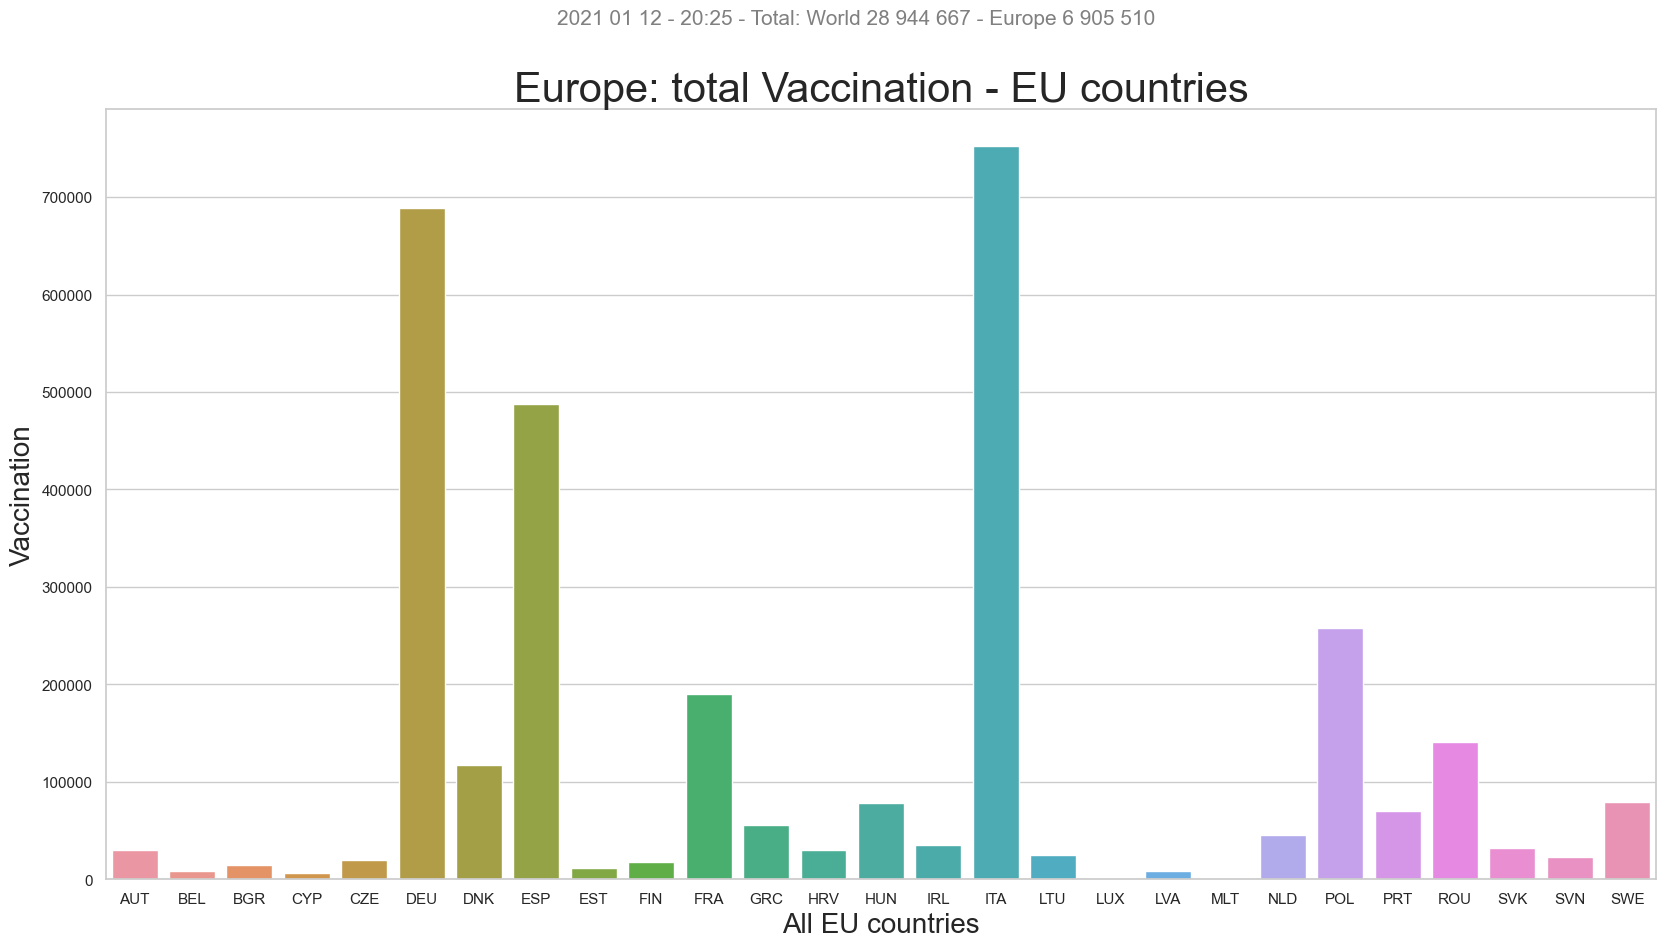 2021 01 12 - 20:25 - Total: World 28 944 667 - Europe 6 905 510
Europe: total Vaccination - EU countries
Vaccination
700000
600000
500000
400000
300000
200000
100000
0
AUT BEL BGR CYP CZE DEU DNK ESP EST FIN FRA GRC HRV HUN IRL ITA LTU LUX LVA MLT NLD POL PRT ROU SVK SVN SWE
All EU countries